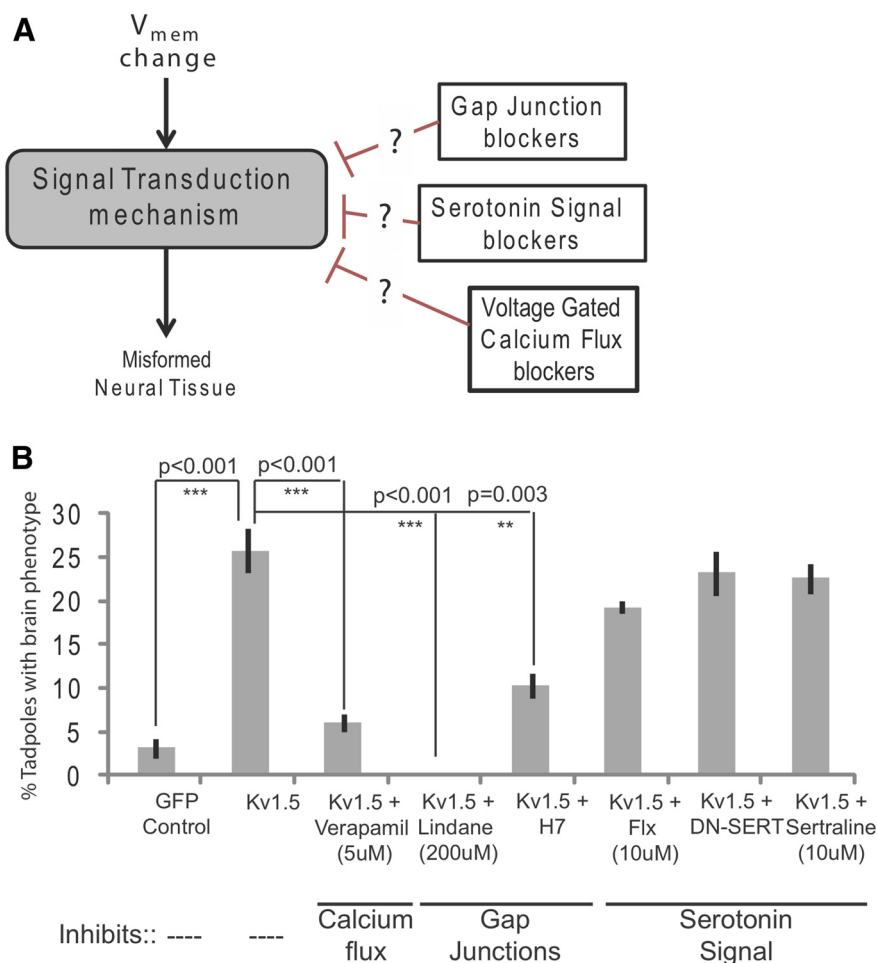 A
Vmem
change
Signal Transduction
mechanism
Misformed
Neural Tissue
?
Gap Junction
blockers
?
Serotonin Signal
blockers
?
Voltage Gated
Calcium Flux
blockers
B
p<0.001
***
p<0.001
***
p<0.001
***
p=0.003
**
% Tadpoles with brain phenotype
30
25
20
15
10
5
0
GFP
Control
Kv1.5
Kv1.5 +
Verapamil
(5uM)
Kv1.5 +
Lindane
(200uM)
Kv1.5 +
H7
Kv1.5 +
Flx
(10uM)
Kv1.5 +
DN-SERT
Kv1.5 +
Sertraline
(10uM)
Inhibits:: ---- ----
Calcium
flux
Gap
Junctions
Serotonin
Signal